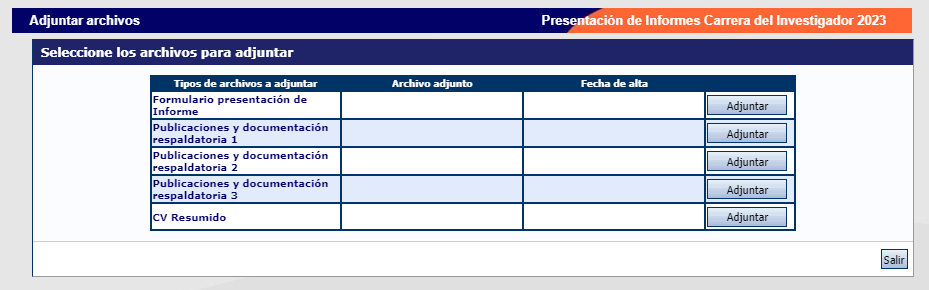 Adjuntar archivos
Presentación de Informes Carrera del Investigador 2023
Seleccione los archivos para adjuntar
Tipos de archivos a adjuntar Archivo adjunto Fecha de alta
Formulario presentación de
Informe
Adjuntar
Publicaciones y documentación
respaldatoria 1
Adjuntar
Publicaciones y documentación
respaldatoria 2
Adjuntar
Publicaciones y documentación
respaldatoria 3
Adjuntar
CV Resumido
Adjuntar
Salir